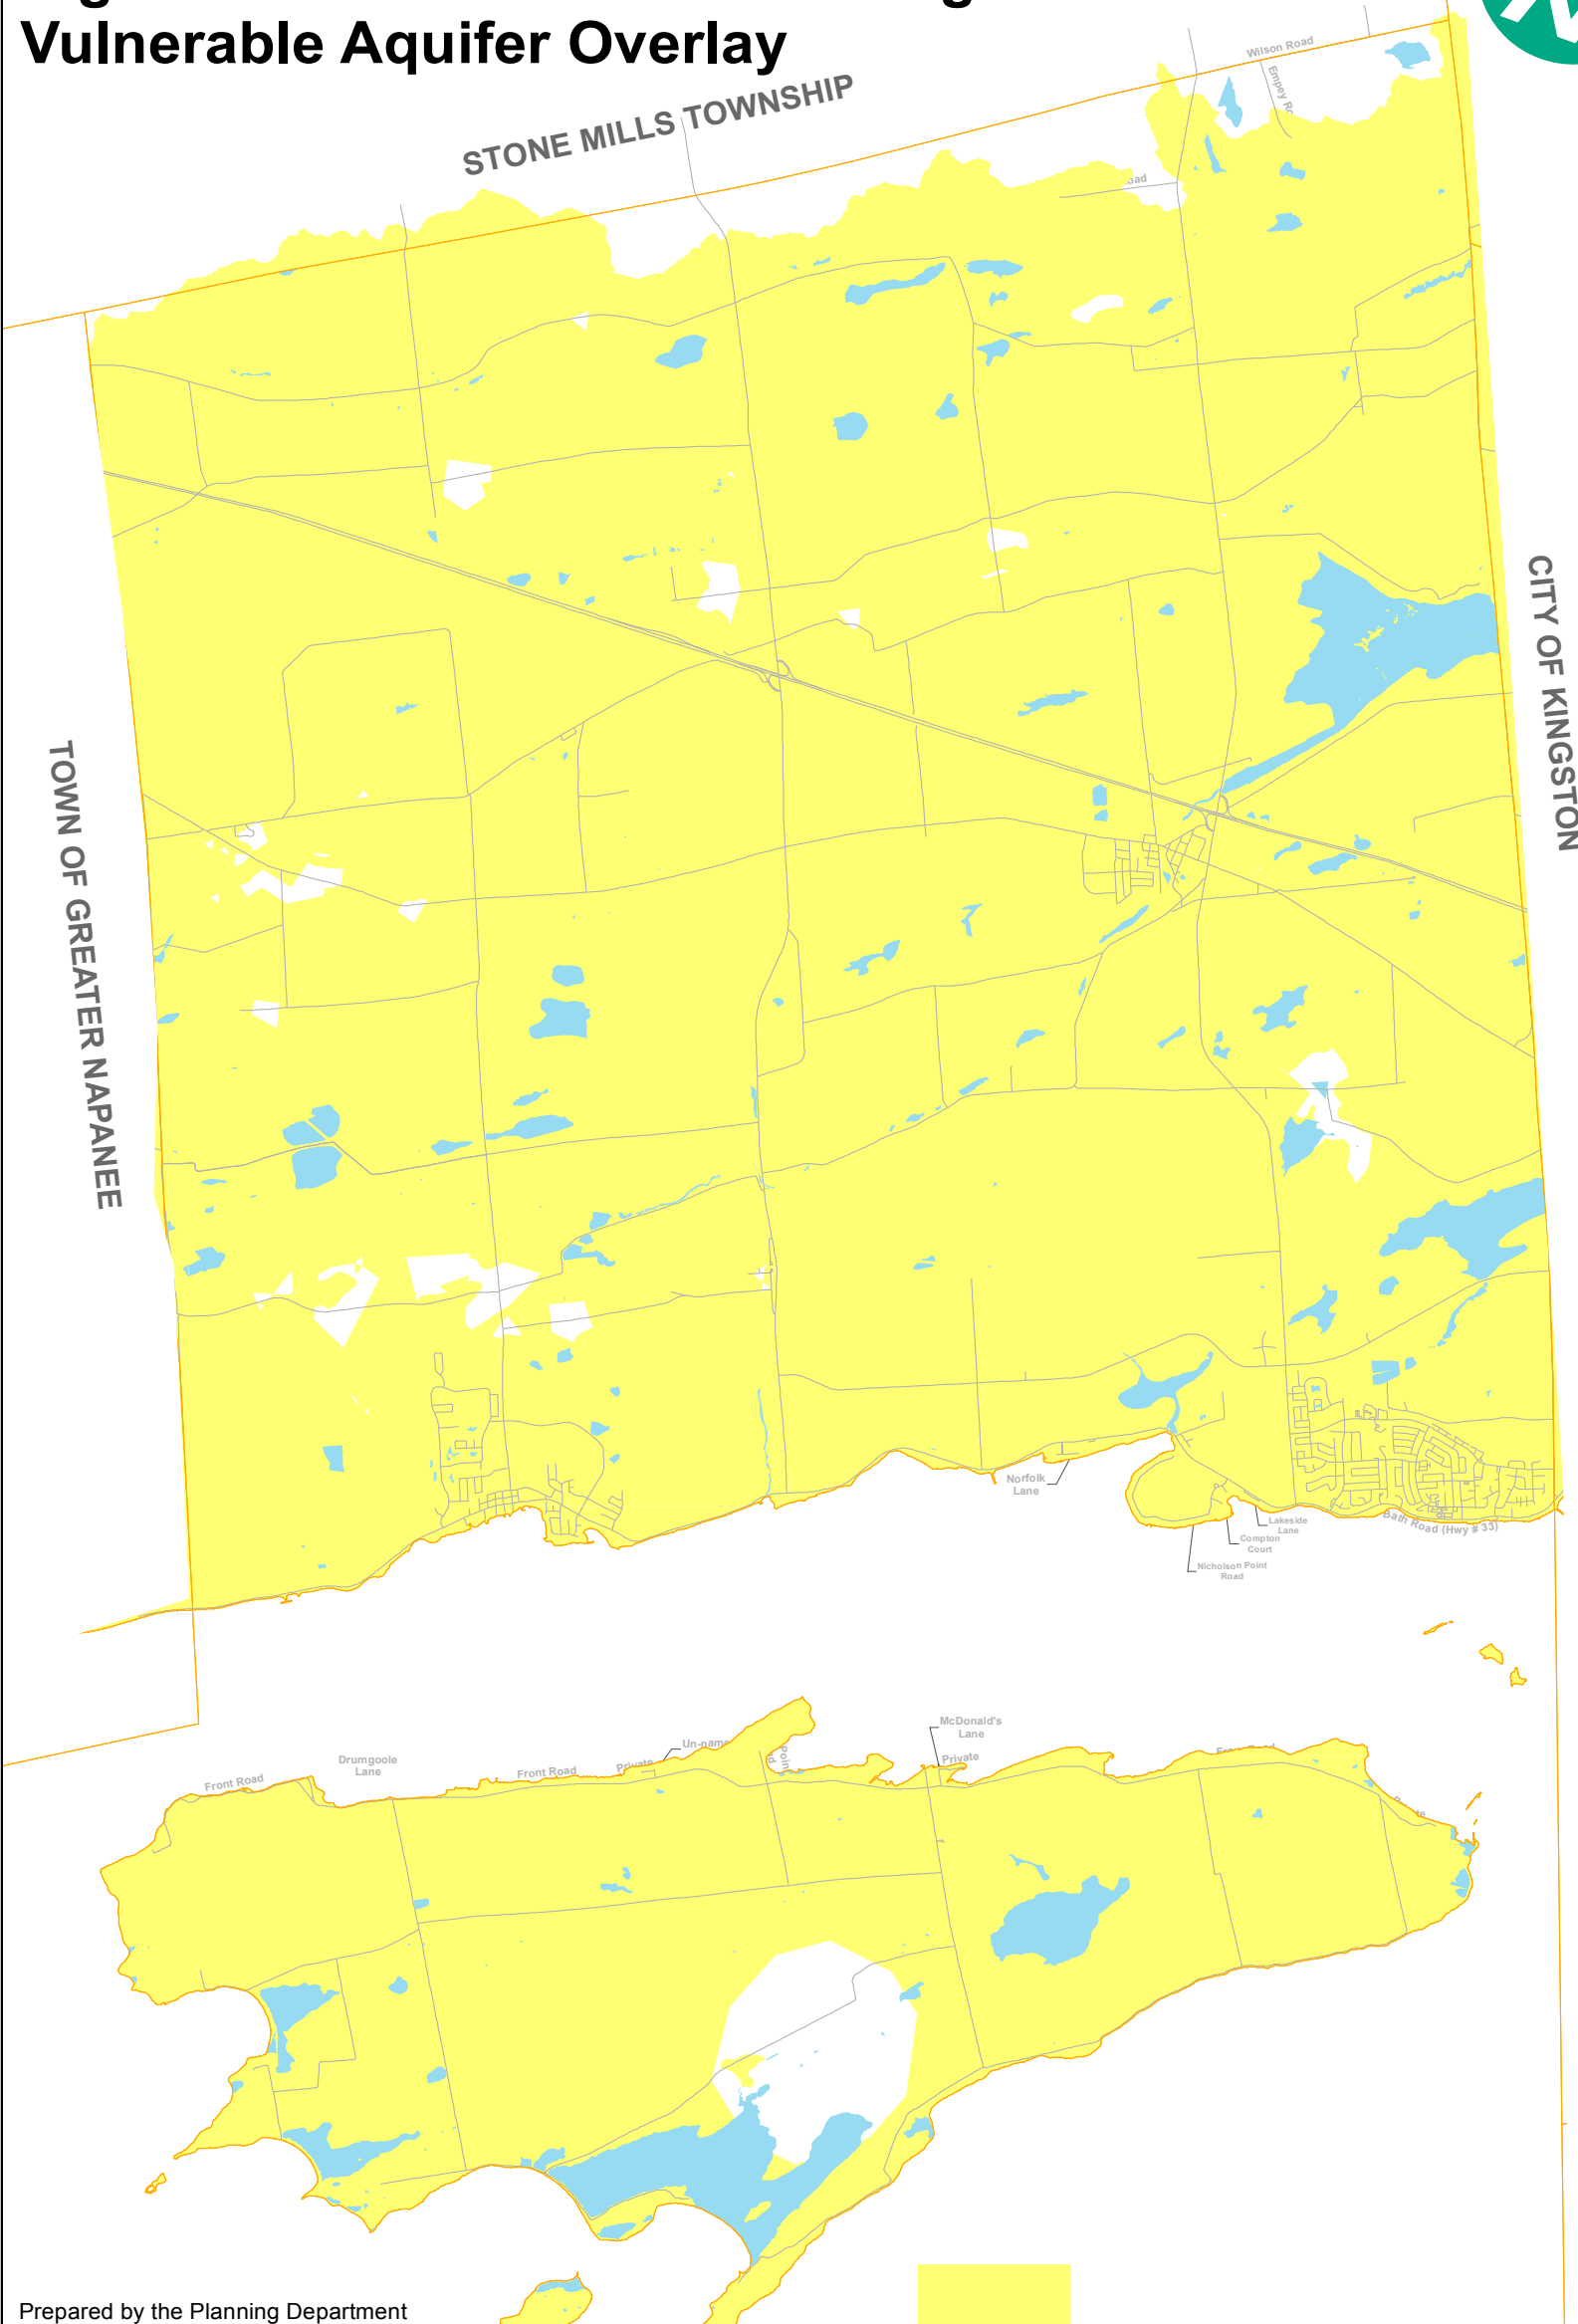 Vulnerable Aquifer Overlay
Wilson Road
Empey
STONE MILLS TOWNSHIP
CITY OF KINGSTON
TOWN OF GREATER NAPANEE
Norfolk
Lane
Lakeside
Lane
Compton
Court
Bath Road (Hwy # 33)
Nicholson Point
Road
McDonald's
Lane
Drumgoole
Lane
Private
Front Road
Front Road
Prepared by the Planning Department